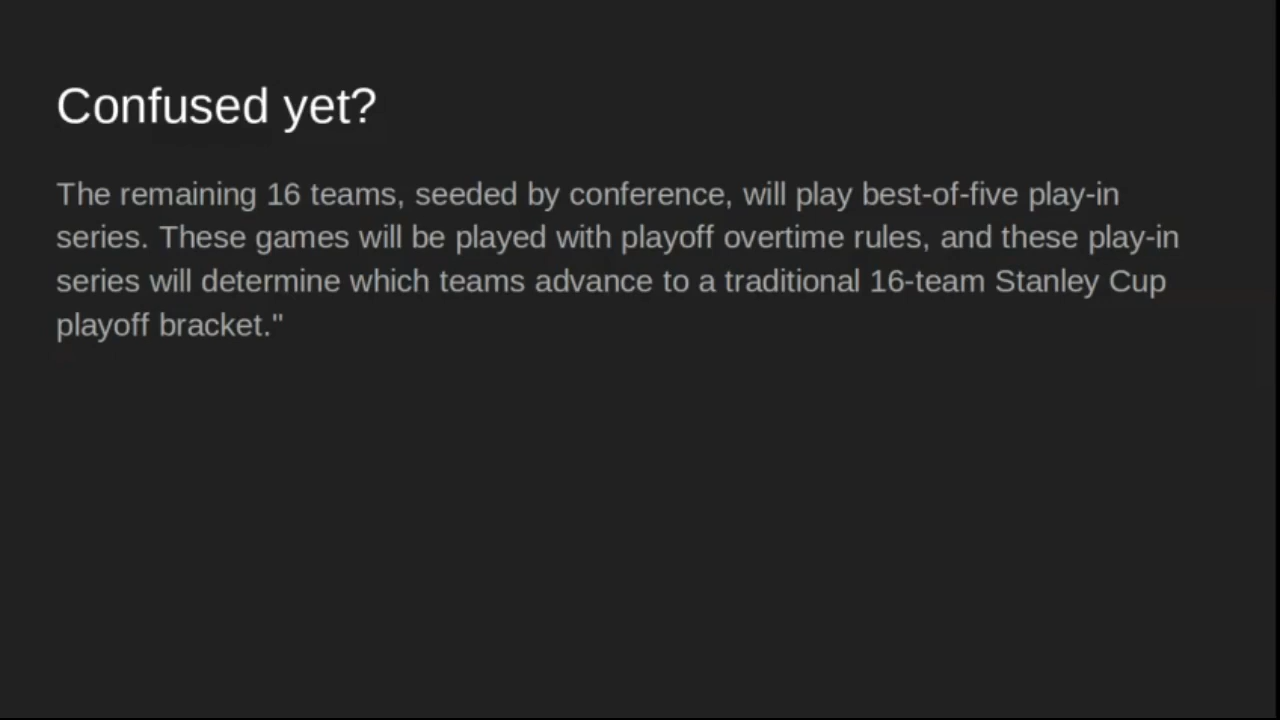 Confused yet?
The remaining 16 teams, seeded by conference, will play best-of-five play-in
series. These games will be played with playoff overtime rules, and these play-in
series will determine which teams advance to a traditional 16-team Stanley Cup
playoff bracket."